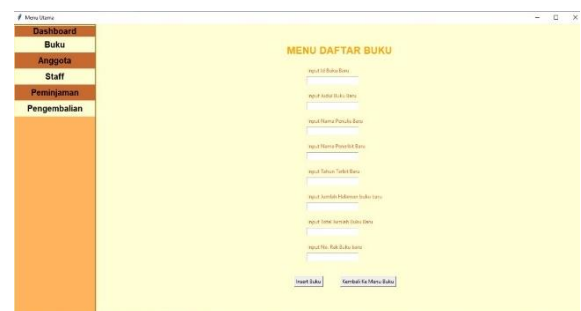 Menu Utama
Dashboard
Buku
Anggota
Staff
Peminjaman
Pengembalian
MENU DAFTAR BUKU
Input Id Buku Baru
Input Judul Buku Baru
Input Nama Penulis Baru
Input Nama Penerbit Baru
Input Tahun Terbit Baru
Input Jumlah Halaman Buku baru
Input Total Jumlah Buku baru
Input No. Rak Buku baru
Insert Buku
Kembali Ke Menu Buku